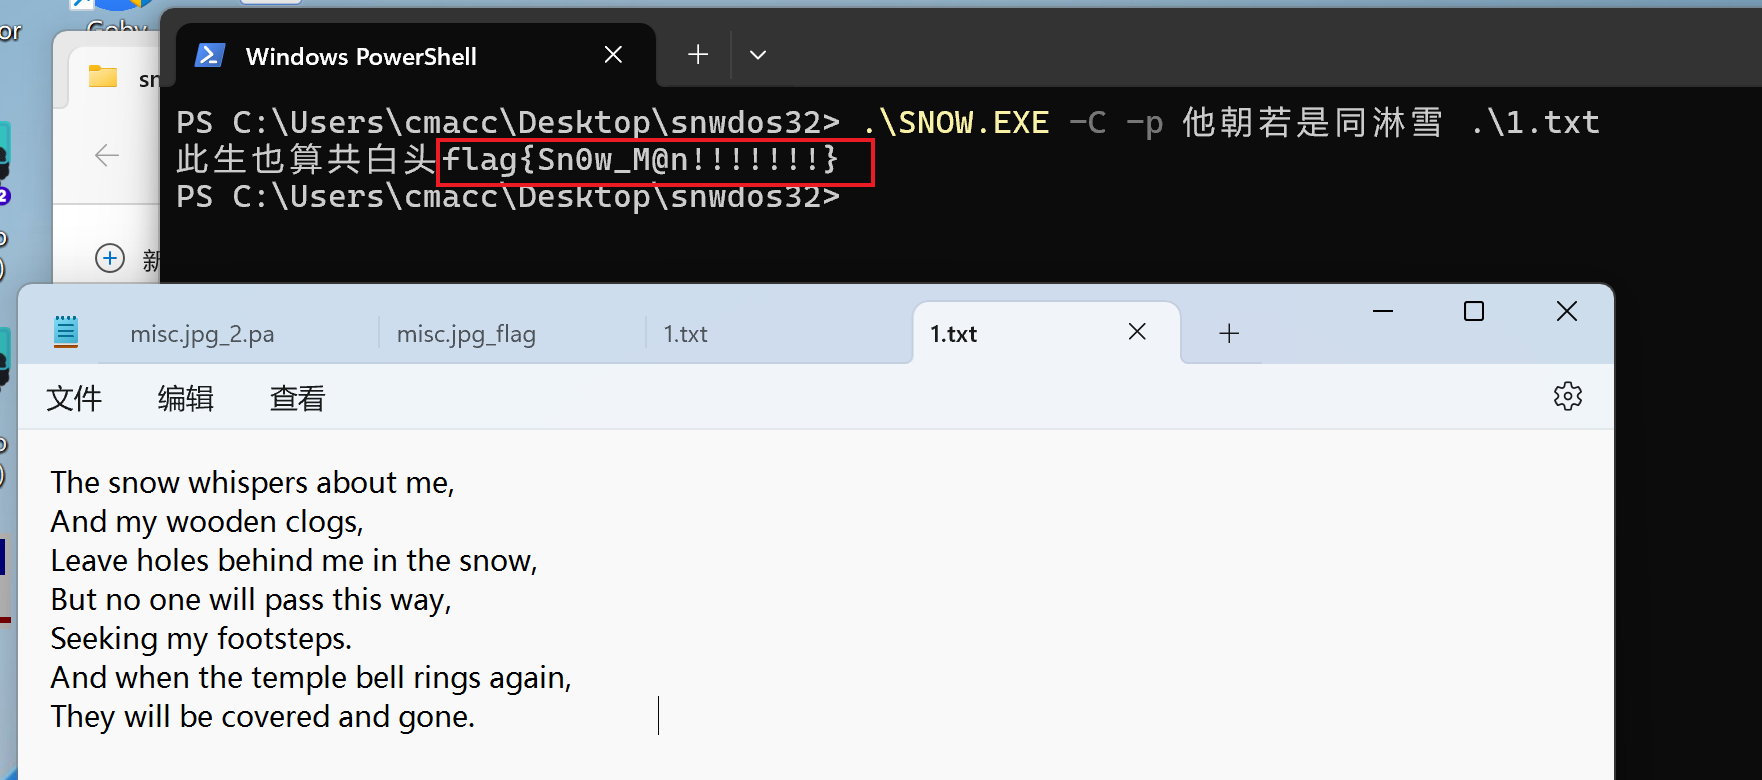 Windows PowerShell
sn
PS C:\Users\cmacc\Desktop\snwdos32> .\SNOW.EXE -C -p 他朝若是同淋雪 .\1.txt
此生也算共白头flag{Sn0w_M@n!!!!!!!}
PS C:\Users\cmacc\Desktop\snwdos32>
新
misc.jpg_2.pa
misc.jpg_flag
1.txt
1.txt
文件
编辑
查看
The snow whispers about me,
And my wooden clogs,
Leave holes behind me in the snow,
But no one will pass this way,
Seeking my footsteps.
And when the temple bell rings again,
They will be covered and gone.